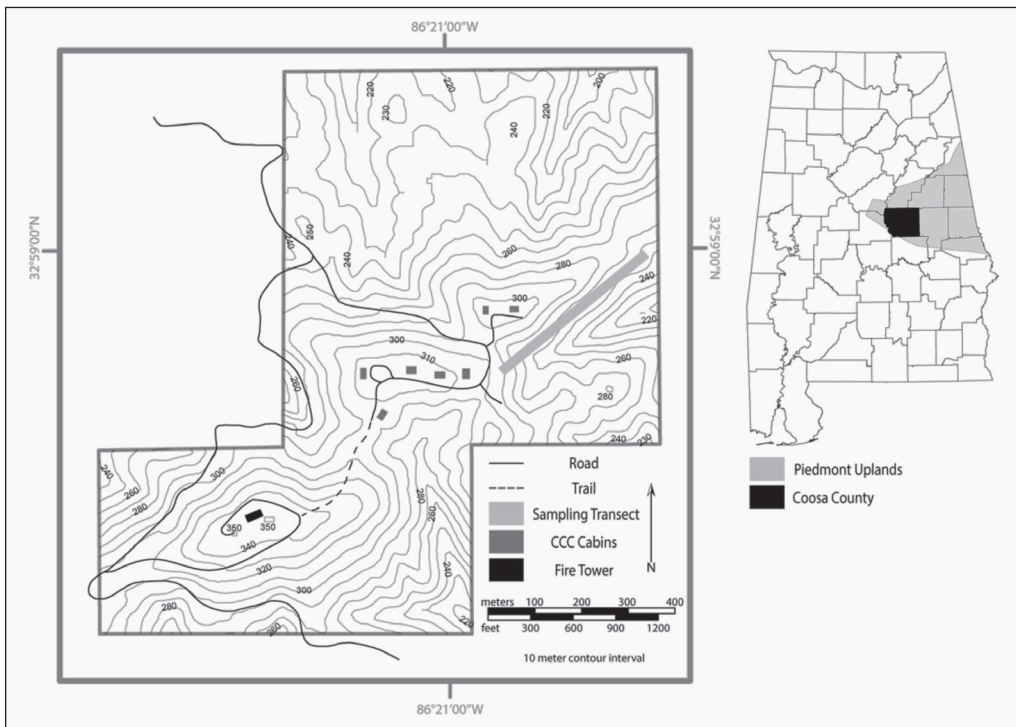 86°21'00"W
220
230
220
240
220
200
32°59'00"N
32°59'00"N
240
250
260
240
260
280
240
300
220
300
310
260
260
280
240
230
240
260
280
300
280
260
350
350
340
320
300
280
260
240
220
Road
Trail
Sampling Transect
CCC Cabins
Fire Tower
N
meters 100 200 300 400
feet 300 600 900 1200
10 meter contour interval
86°21'00"W
Piedmont Uplands
Coosa County